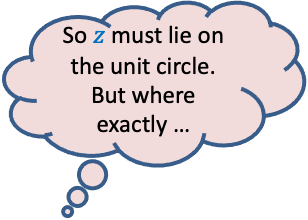 So z must lie on
the unit circle.
But where
exactly …